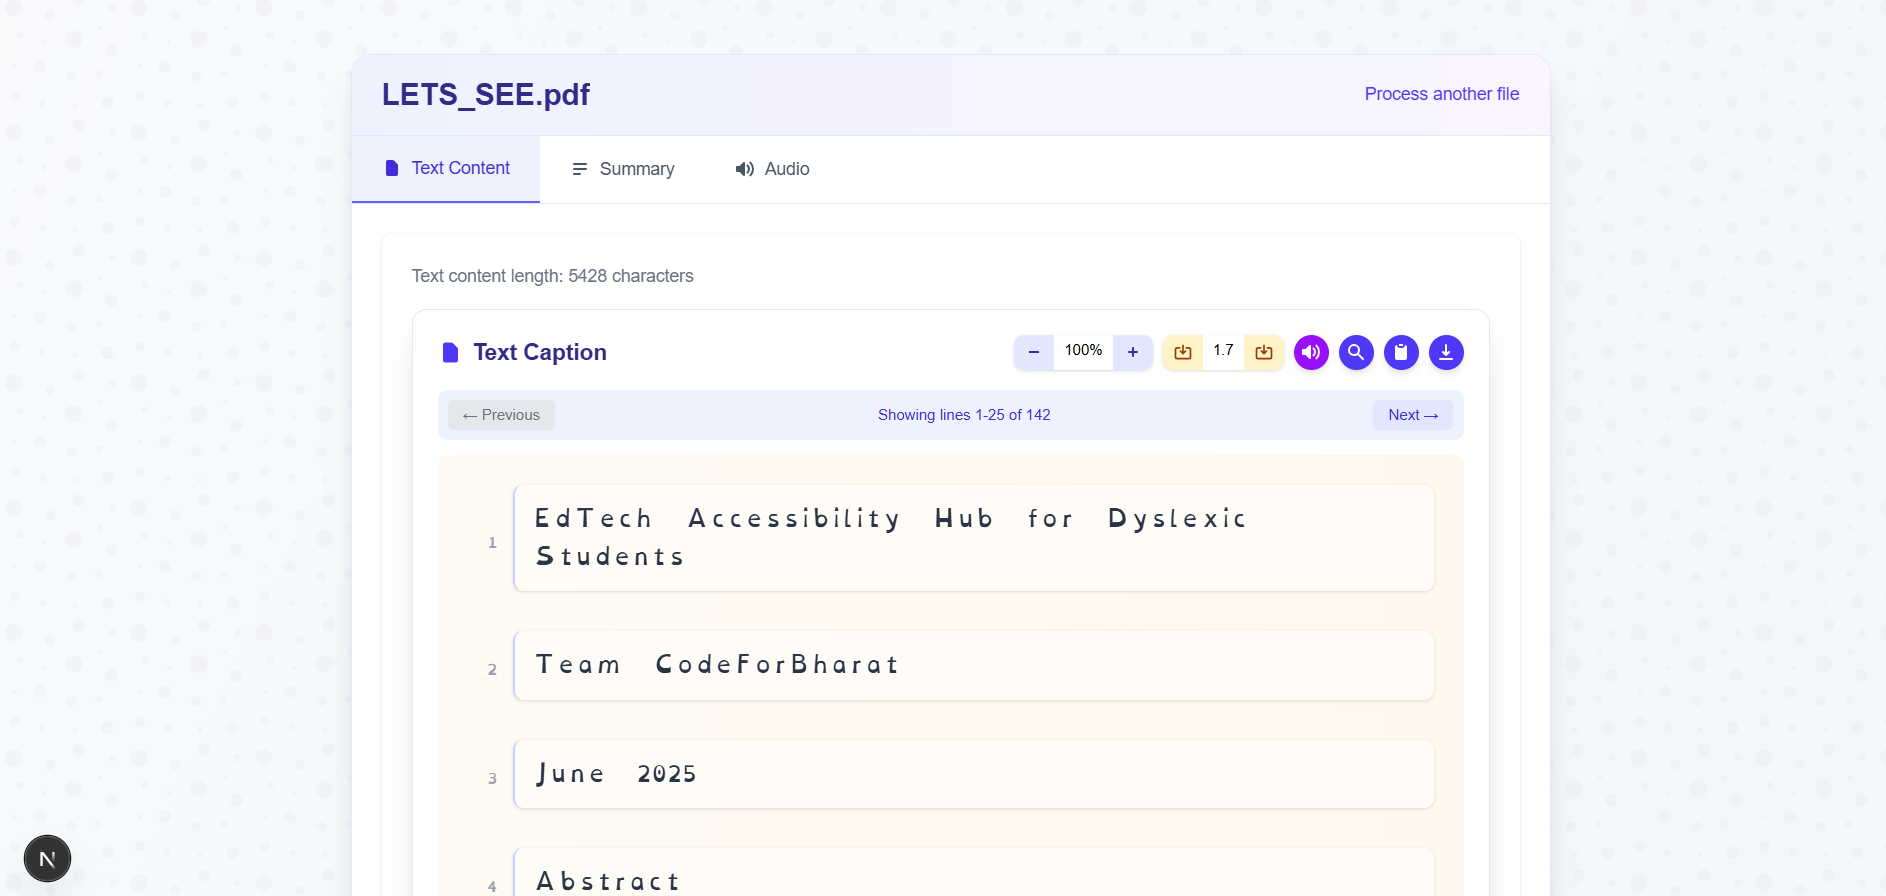 LETS_SEE.pdf
Process another file
Text Content
Summary
Audio
Text content length: 5428 characters
Text Caption
− 100% + 1.7
← Previous
Showing lines 1-25 of 142
Next →
1
EdTech Accessibility Hub for Dyslexic
Students
2
Team CodeForBharat
3
June 2025
4
Abstract
N